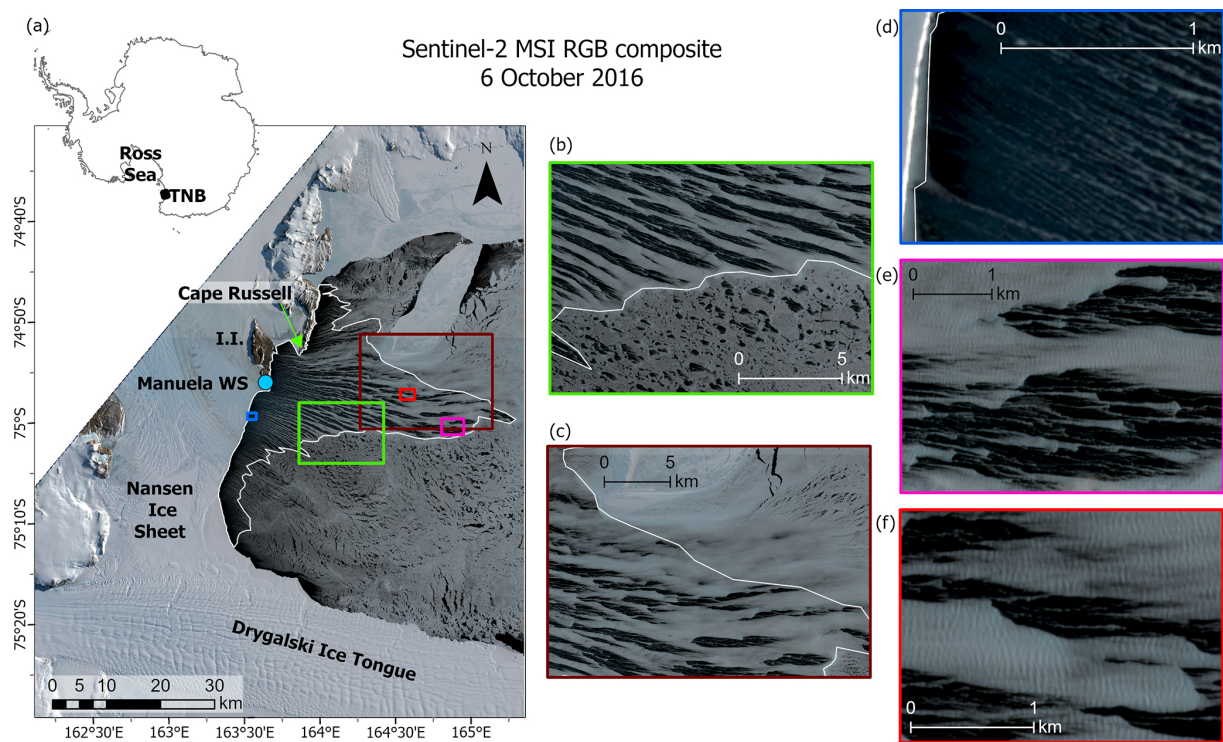 (a)
Sentinel-2 MSI RGB composite
6 October 2016
Ross
Sea
TNB
N
74°40'S
74°50'S
75°S
75°10'S
75°20'S
Cape Russell
I.I.
Manuela WS
Nansen
Ice
Sheet
Drygalski Ice Tongue
0 5 10 20 30
KM
162°30'E 163°E 163°30'E 164°E 164°30'E 165°E
(b)
0 5
km
(c)
0 5
km
(d)
0 1
km
(e)
0 1
km
(f)
0 1
km